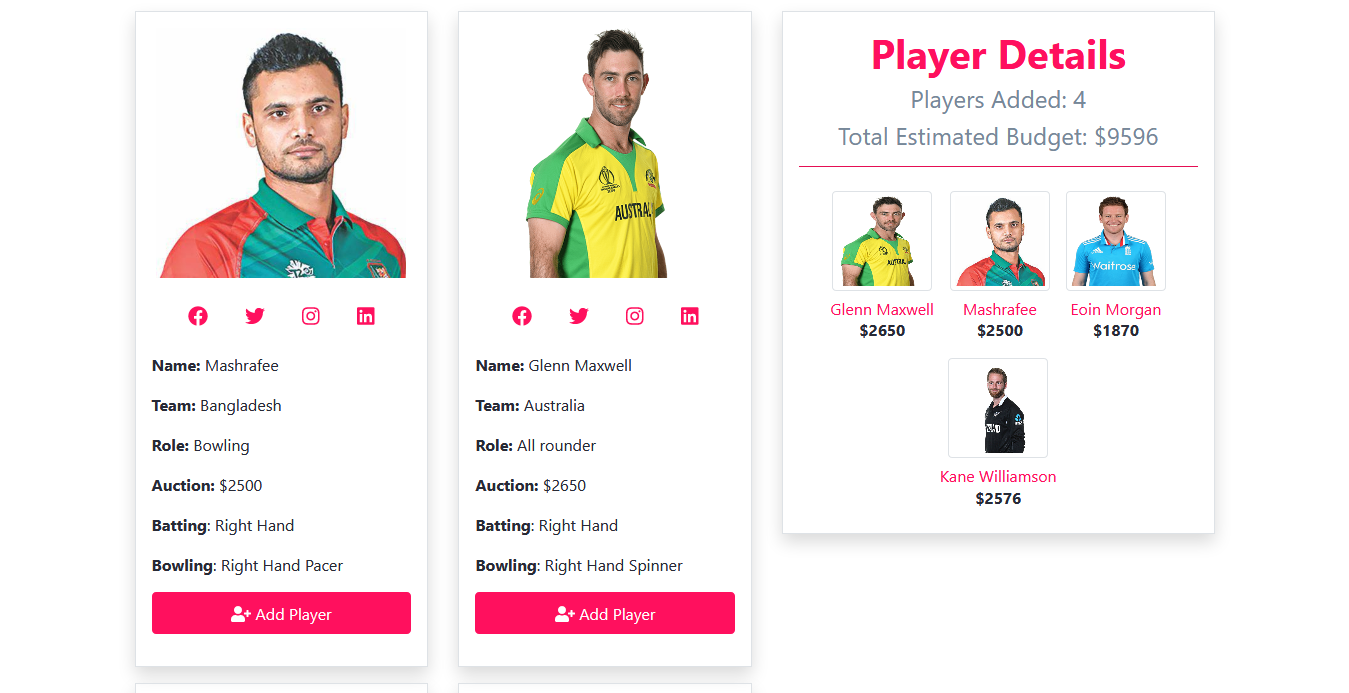 AUSTRAL
Name: Mashrafee
Team: Bangladesh
Role: Bowling
Auction: $2500
Batting: Right Hand
Bowling: Right Hand Pacer
Add Player
Name: Glenn Maxwell
Team: Australia
Role: All rounder
Auction: $2650
Batting: Right Hand
Bowling: Right Hand Spinner
Add Player
Player Details
Players Added: 4
Total Estimated Budget: $9596
Waitrose
Glenn Maxwell
$2650
Mashrafee
$2500
Eoin Morgan
$1870
Kane Williamson
$2576